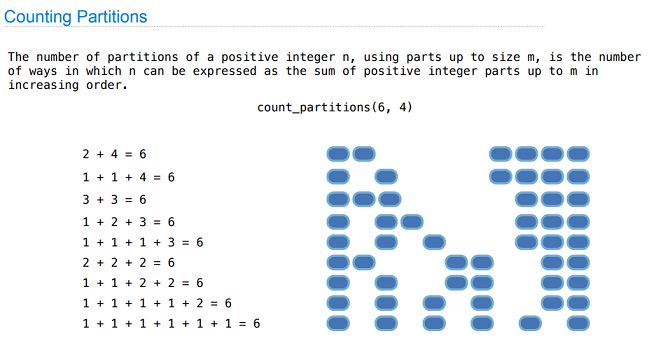 Counting Partitions
The number of partitions of a positive integer n, using parts up to size m, is the number
of ways in which n can be expressed as the sum of positive integer parts up to m in
increasing order.
count_partitions(6, 4)
2 + 4 = 6
1 + 1 + 4 = 6
3 + 3 = 6
1 + 2 + 3 = 6
1 + 1 + 1 + 3 = 6
2 + 2 + 2 = 6
1 + 1 + 2 + 2 = 6
1 + 1 + 1 + 1 + 2 = 6
1 + 1 + 1 + 1 + 1 + 1 = 6